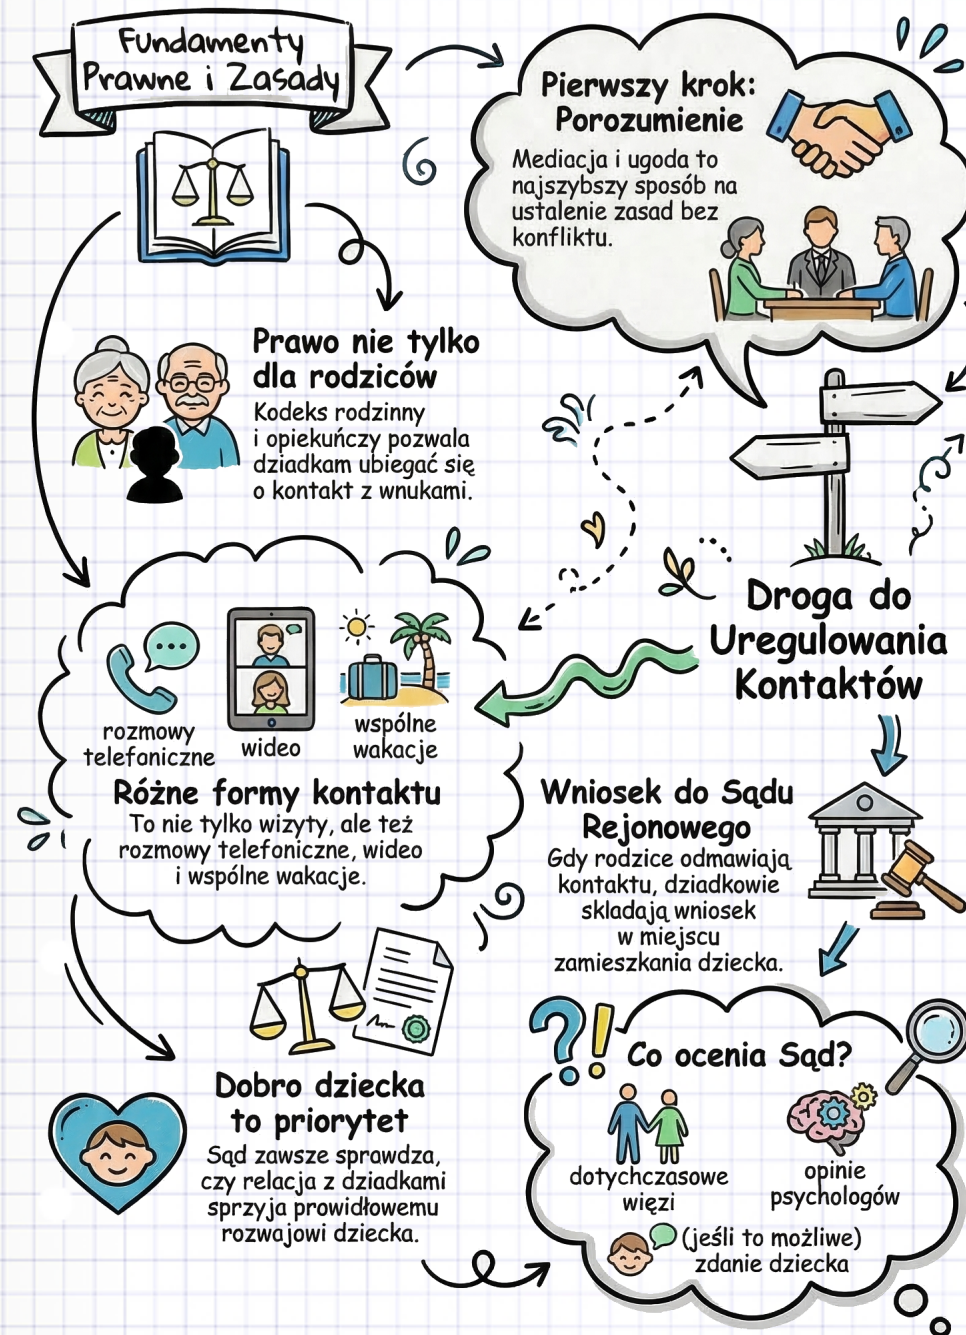 Fundamenty
Prawne i Zasady
Pierwszy krok:
Porozumienie
Mediacja i ugoda to
najszybszy sposób na
ustalenie zasad bez
konfliktu.
Prawo nie tylko
dla rodziców
Kodeks rodzinny
i opiekuńczy pozwala
dziadkam ubiegać się
o kontakt z wnukami.
Droga do
Uregulowania
Kontaktów
rozmowy
telefoniczne
wideo
wspólne
wakacje
Różne formy kontaktu
To nie tylko wizyty, ale też
rozmowy telefoniczne, wideo
i wspólne wakacje.
Wniosek do Sądu
Rejonowego
Gdy rodzice odmawiają
kontaktu, dziadkowie
składają wniosek
w miejscu
zamieszkania dziecka.
Dobro dziecka
to priorytet
Sąd zawsze sprawdza,
czy relacja z dziadkami
sprzyja prowidłowemu
rozwajowi dziecka.
?!
Co ocenia Sąd?
dotychczasowe
więzi
opinie
psychologów
(jeśli to możliwe)
zdanie dziecka